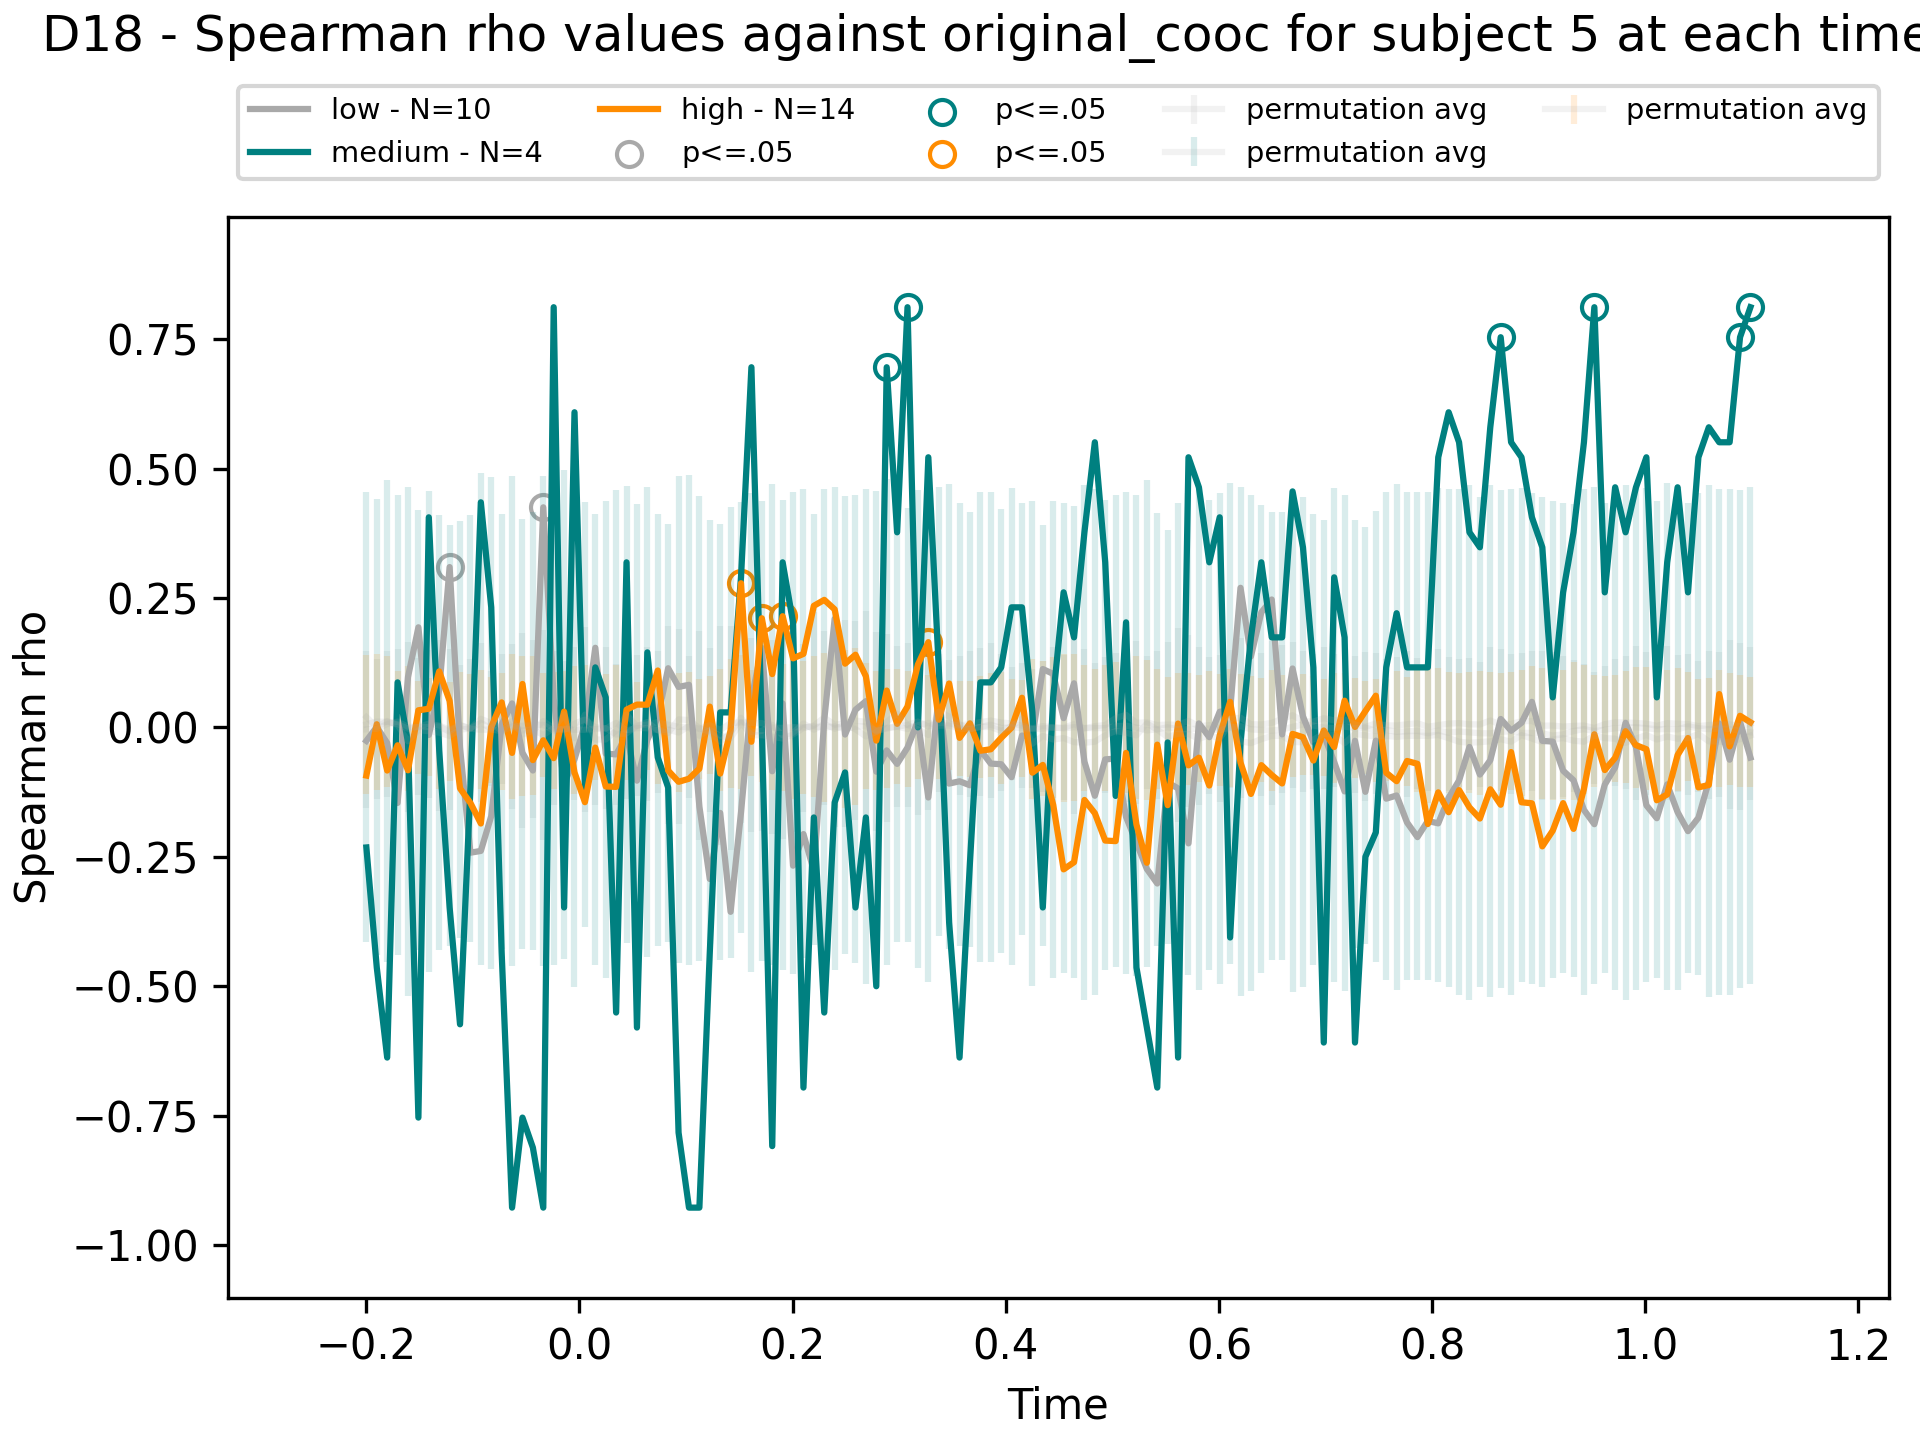 D18 - Spearman rho values against original_cooc for subject 5 at each time
low - N=10
medium - N=4
high - N=14
p<=.05
p<=.05
p<=.05
permutation avg
permutation avg
permutation avg
Spearman rho
0.75
0.50
0.25
0.00
−0.25
−0.50
−0.75
−1.00
−0.2
0.0
0.2
0.4
0.6
0.8
1.0
1.2
Time